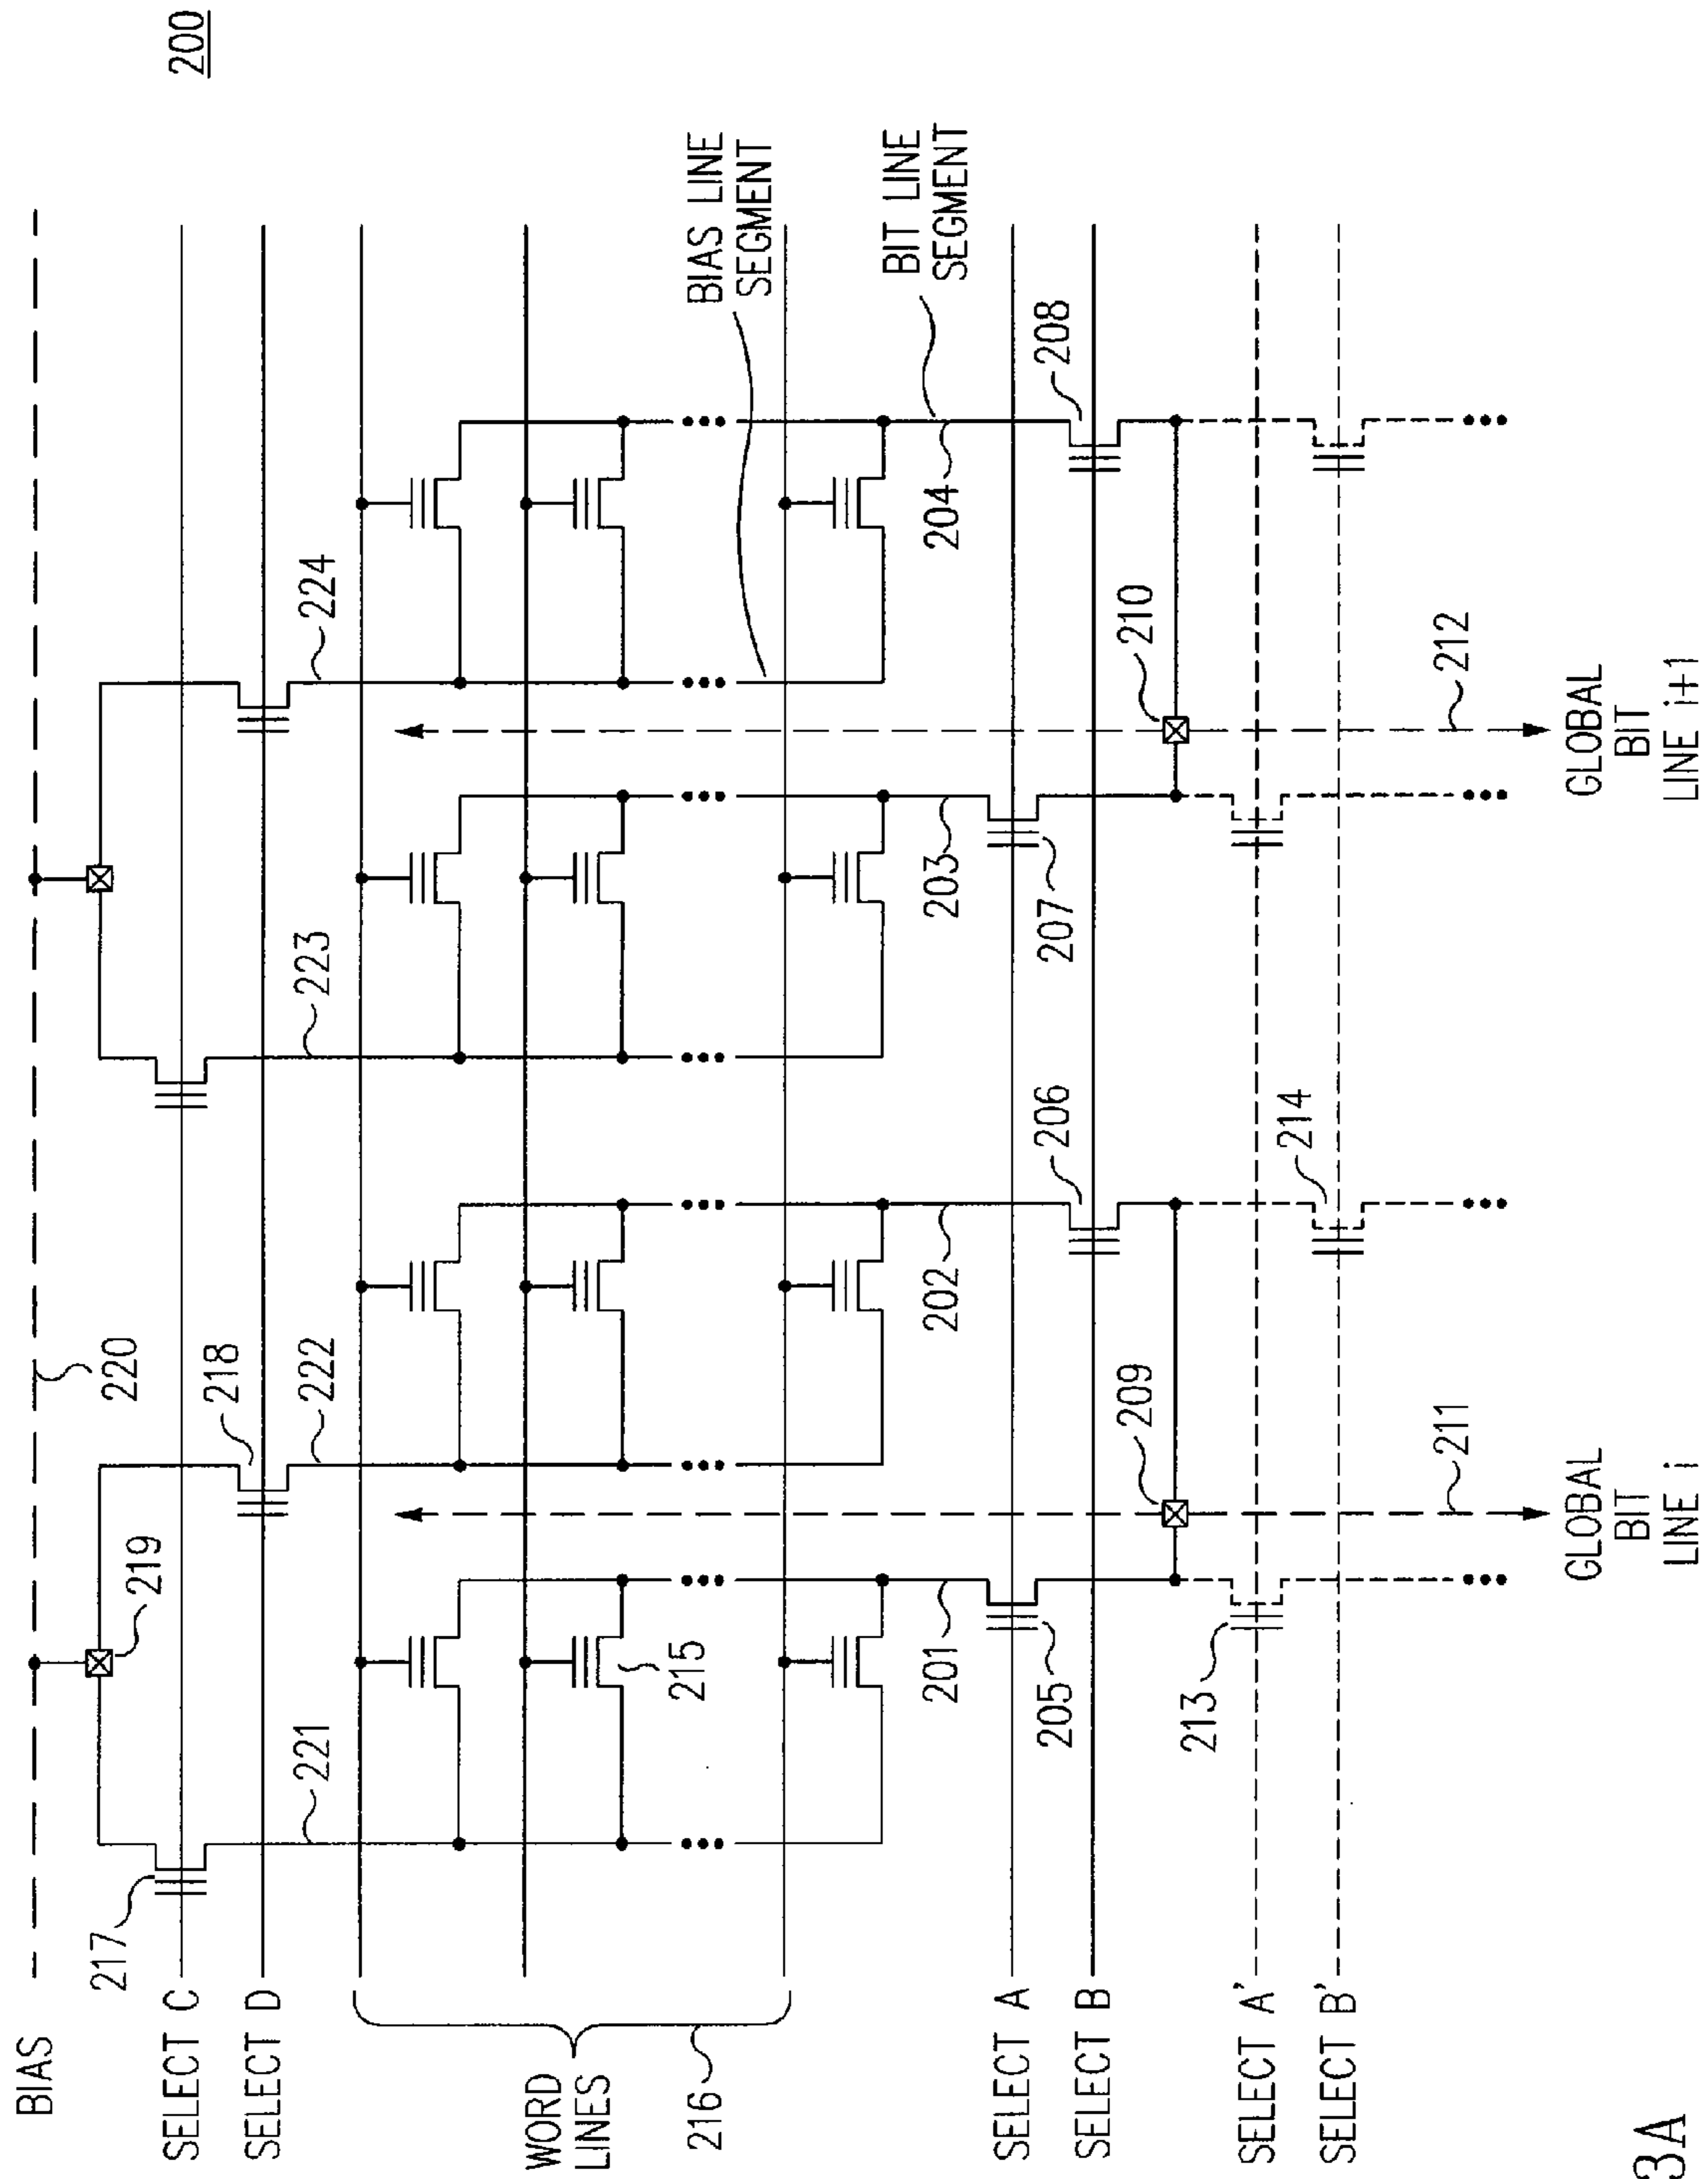 200
BIAS
220
219
217
218
SELECT C
SELECT D
221
222
223
224
WORD
LINES
216
215
BIAS LINE
SEGMENT
BIT LINE
SEGMENT
201
202
203
204
SELECT A
205
207
SELECT B
206
208
209
210
SELECT A'
213
SELECT B'
214
211
212
GLOBAL
BIT
LINE i
GLOBAL
BIT
LINE i+1
3A